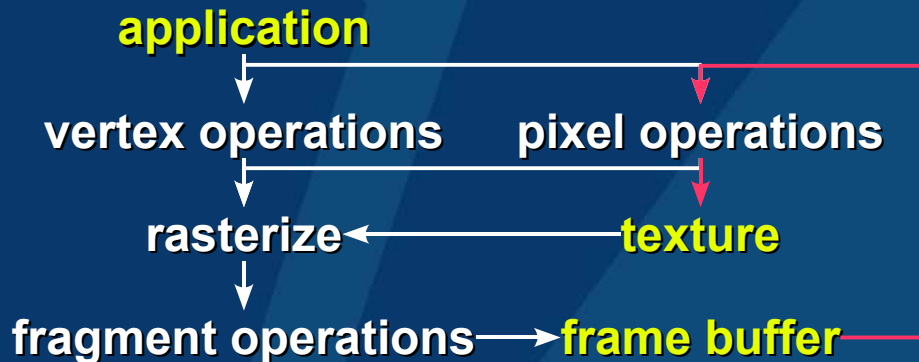 application
vertex operations pixel operations
rasterize texture
fragment operations frame buffer